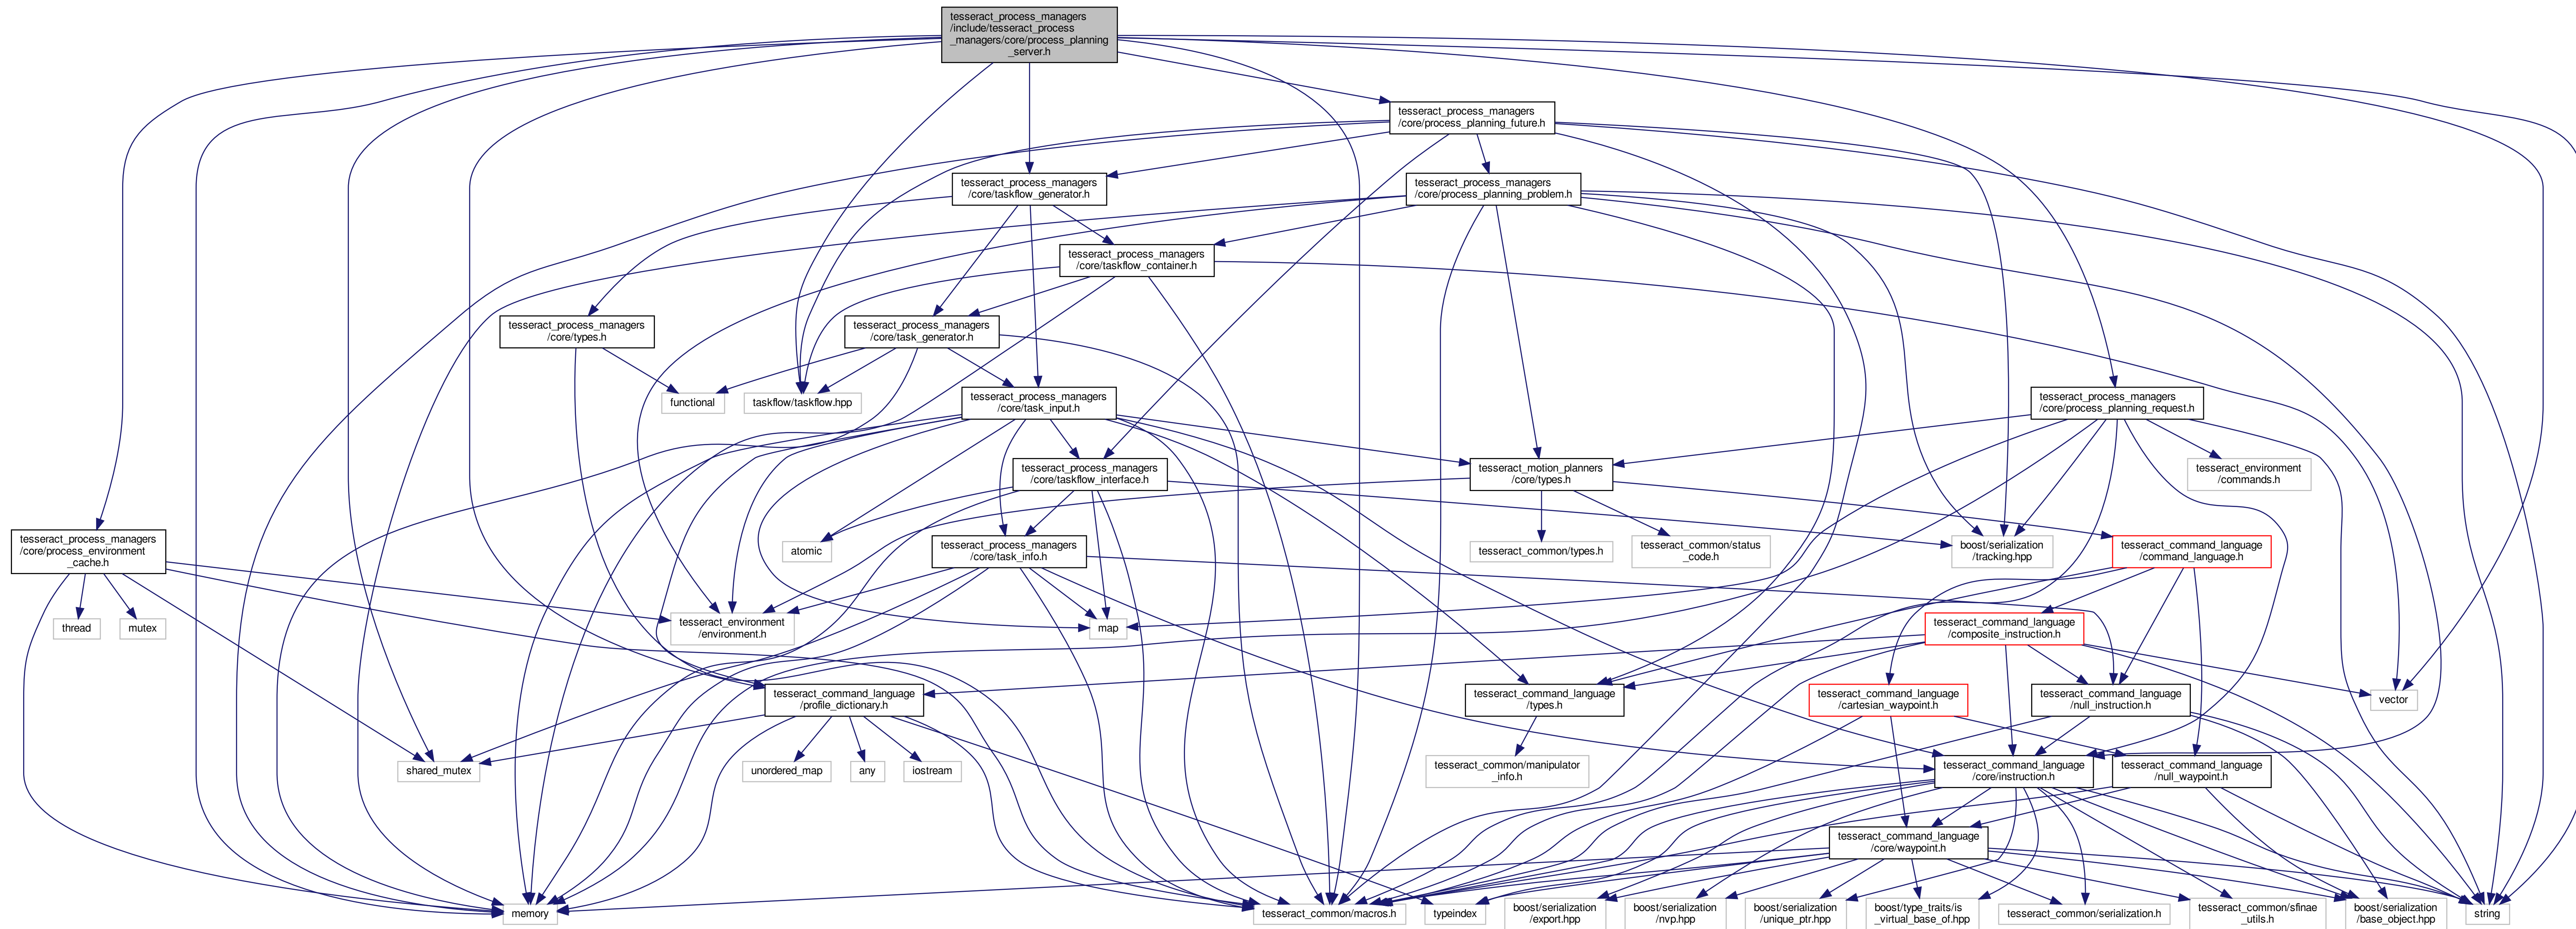 tesseract_process_managers
/include/tesseract_process
_managers/core/process_planning
_server.h
tesseract_process_managers
/core/process_planning_future.h
tesseract_process_managers
/core/taskflow_generator.h
tesseract_process_managers
/core/process_planning_problem.h
tesseract_process_managers
/core/taskflow_container.h
tesseract_process_managers
/core/types.h
tesseract_process_managers
/core/task_generator.h
functional
taskflow/taskflow.hpp
tesseract_process_managers
/core/task_input.h
tesseract_process_managers
/core/process_planning_request.h
tesseract_process_managers
/core/taskflow_interface.h
tesseract_motion_planners
/core/types.h
tesseract_environment
/commands.h
tesseract_process_managers
/core/process_environment
_cache.h
atomic
tesseract_process_managers
/core/task_info.h
tesseract_common/types.h
tesseract_common/status
_code.h
boost/serialization
/tracking.hpp
tesseract_command_language
/command_language.h
thread
mutex
tesseract_environment
/environment.h
map
tesseract_command_language
/composite_instruction.h
tesseract_command_language
/profile_dictionary.h
tesseract_command_language
/types.h
tesseract_command_language
/cartesian_waypoint.h
tesseract_command_language
/null_instruction.h
vector
shared_mutex
unordered_map
any
iostream
tesseract_common/manipulator
_info.h
tesseract_command_language
/core/instruction.h
tesseract_command_language
/null_waypoint.h
tesseract_command_language
/core/waypoint.h
memory
tesseract_common/macros.h
typeindex
boost/serialization
/export.hpp
boost/serialization
/nvp.hpp
boost/serialization
/unique_ptr.hpp
boost/type_traits/is
_virtual_base_of.hpp
tesseract_common/serialization.h
tesseract_common/sfinae
_utils.h
boost/serialization
/base_object.hpp
string